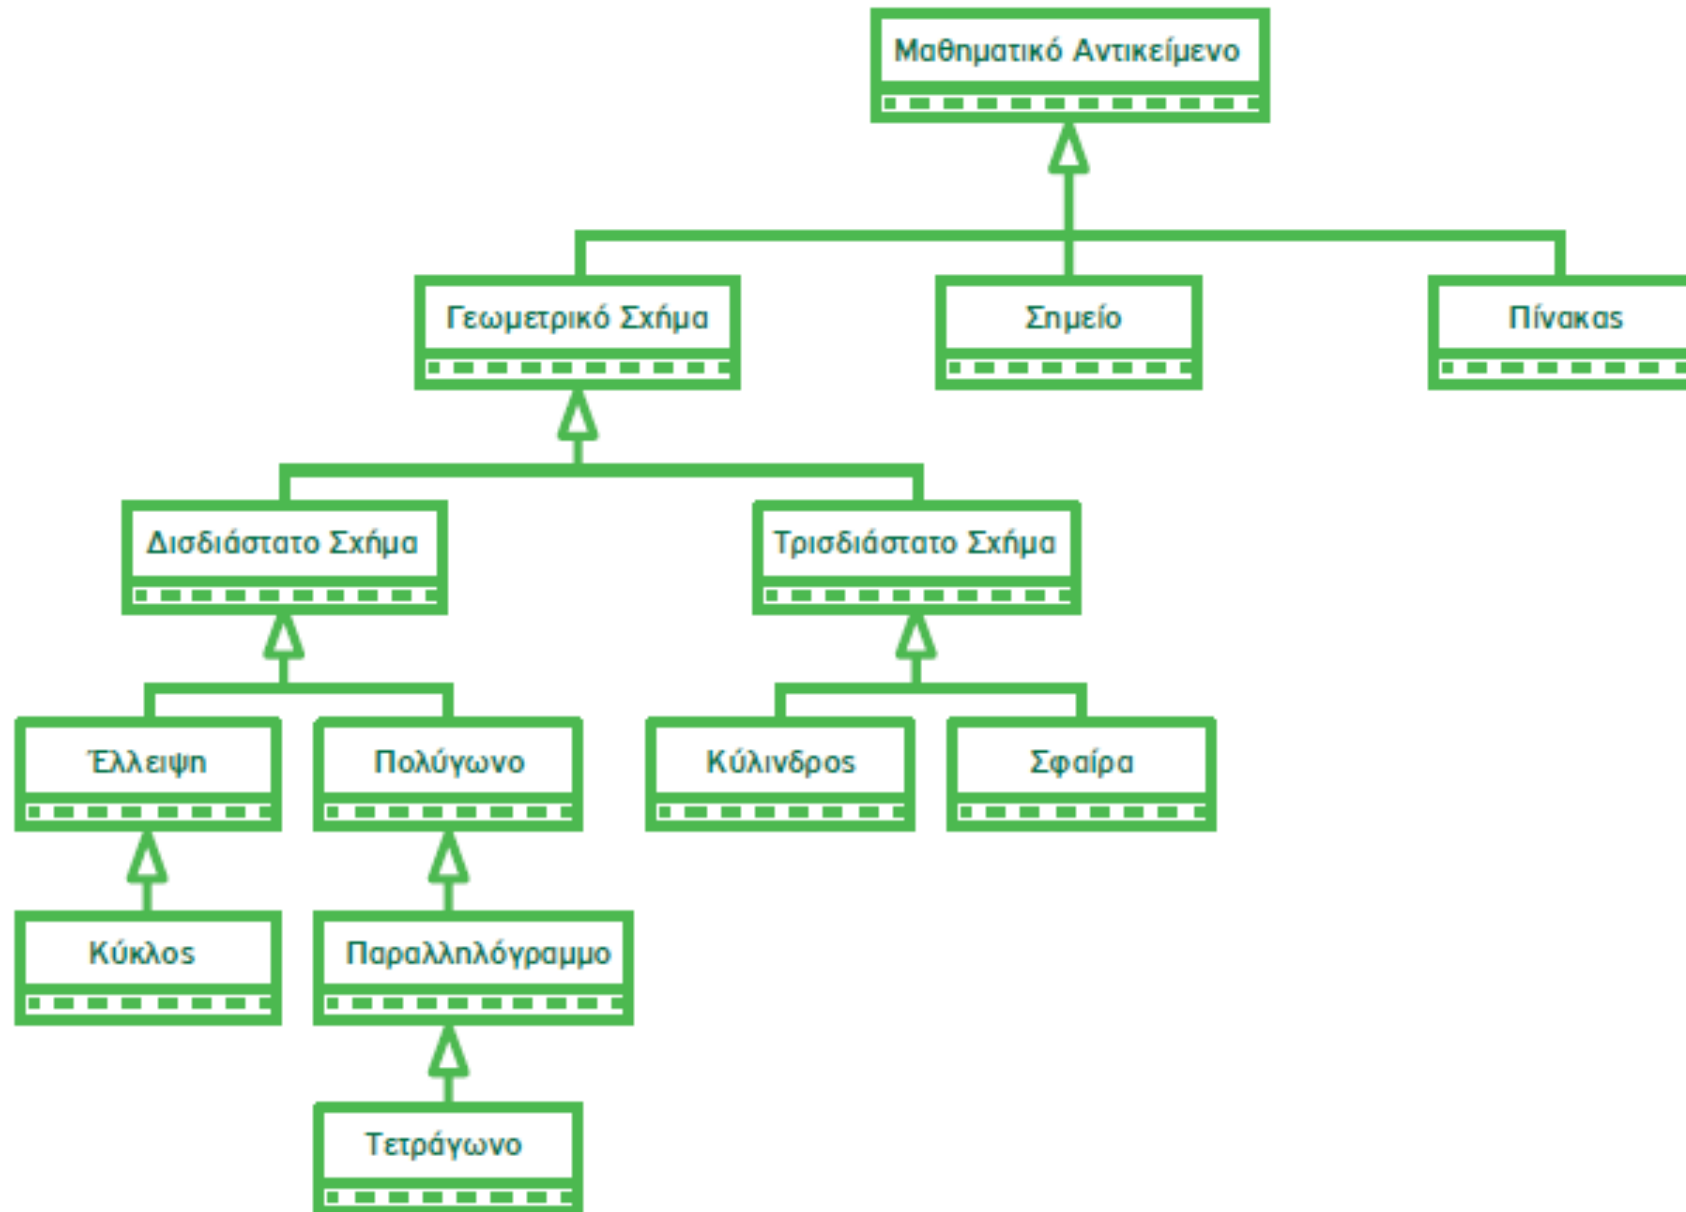 Μαθηματικό Αντικείμενο
Γεωμετρικό Σχήμα
Σημείο
Πίνακας
Δισδιάστατο Σχήμα
Τρισδιάστατο Σχήμα
Έλλειψη
Πολύγωνο
Κύλινδρος
Σφαίρα
Κύκλος
Παραλληλόγραμμο
Τετράγωνο